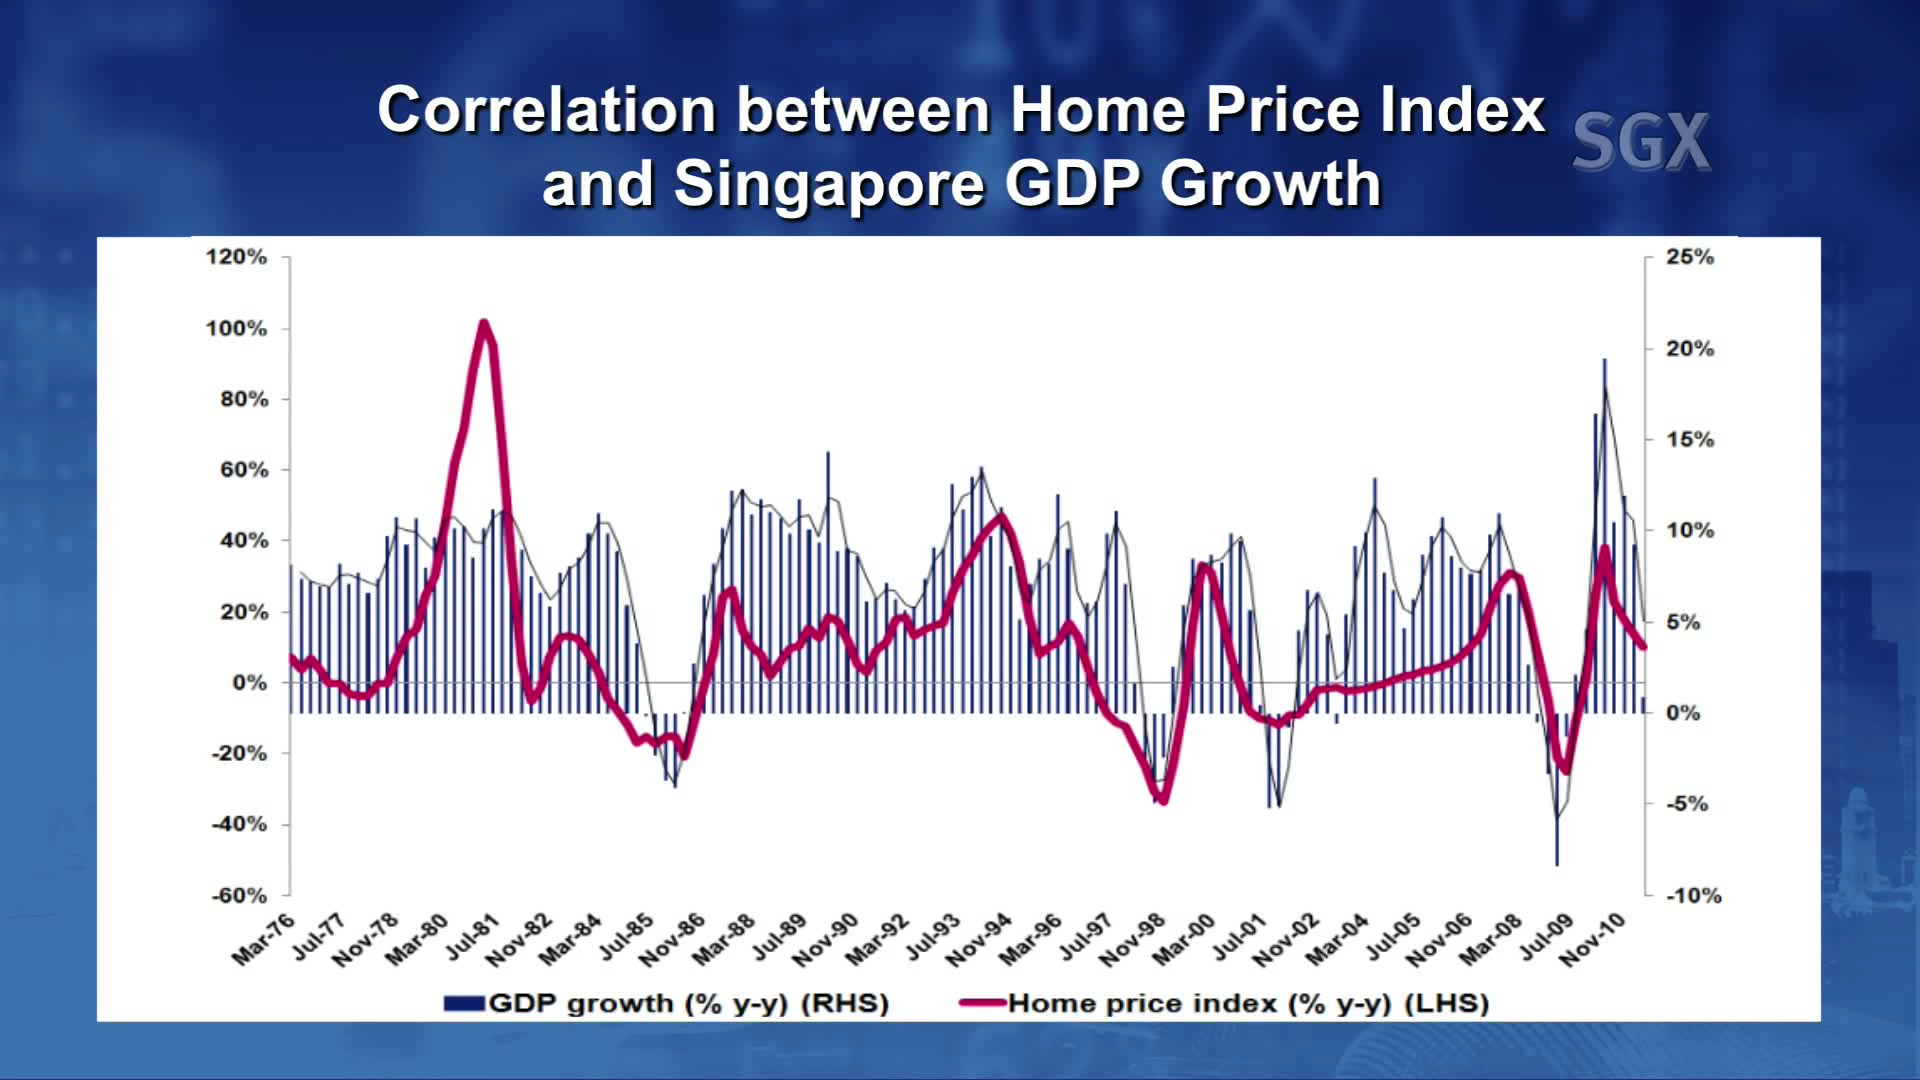 Correlation between Home Price Index
and Singapore GDP Growth
SGX
120%
100%
80%
60%
40%
20%
0%
-20%
-40%
-60%
25%
20%
15%
10%
5%
0%
-5%
-10%
Mar-76
Jul-77
Nov-78
Mar-80
Jul-81
Nov-82
Mar-84
Jul-85
Nov-86
Mar-88
Jul-89
Nov-90
Mar-92
Jul-93
Nov-94
Mar-96
Jul-97
Nov-98
Mar-00
Jul-01
Nov-02
Mar-04
Jul-05
Nov-06
Mar-08
Jul-09
Nov-10
GDP growth (% y-y) (RHS)
Home price index (% y-y) (LHS)